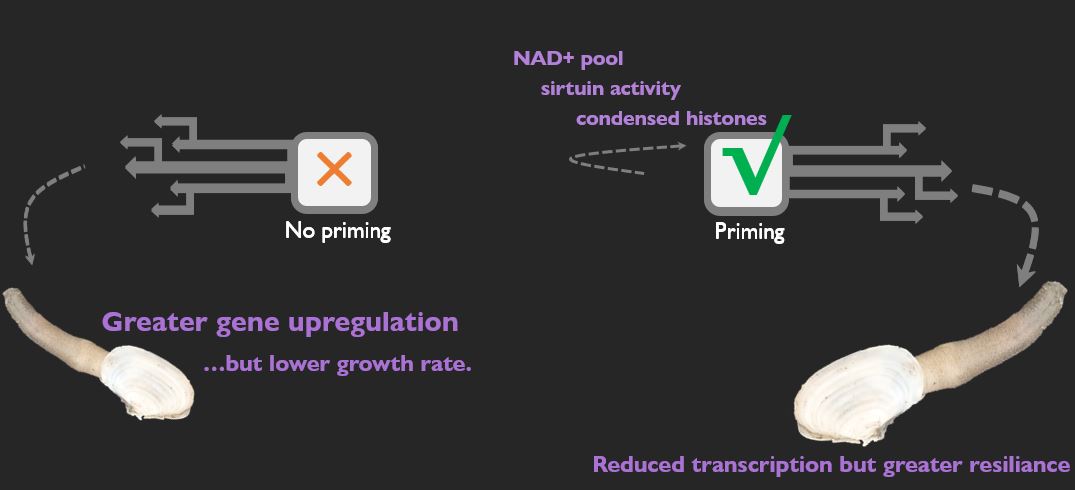 NAD+ pool
sirtuin activity
condensed histones
No priming
Priming
Greater gene upregulation
...but lower growth rate.
Reduced transcription but greater resiliance